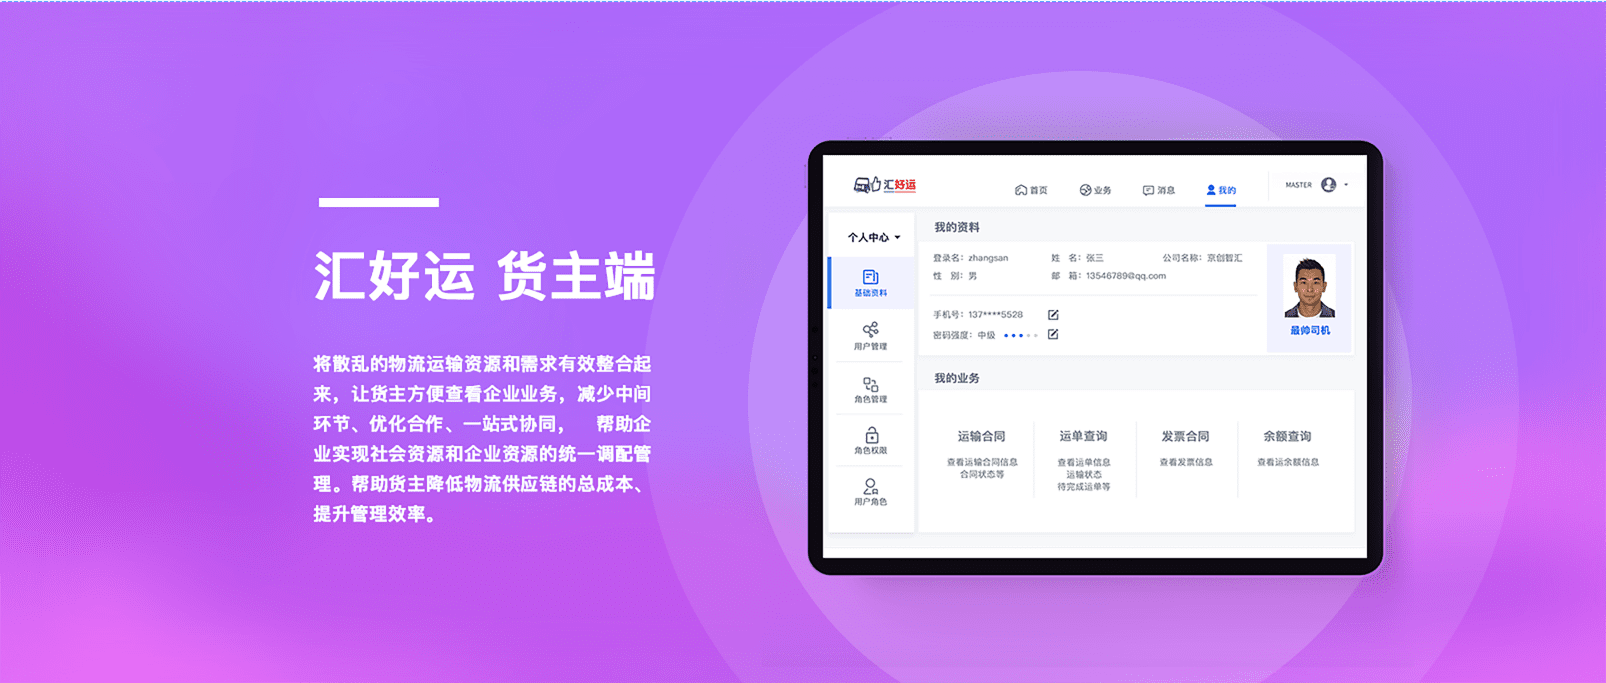 汇好运 货主端
将散乱的物流运输资源和需求有效整合起
来，让货主方便查看企业业务，减少中间
环节、优化合作、一站式协同，　帮助企
业实现社会资源和企业资源的统一调配管
理。帮助货主降低物流供应链的总成本、
提升管理效率。
汇好运
首页 业务 消息 我的 MASTER
个人中心
基础资料
用户管理
角色管理
角色权限
用户角色
我的资料
登录名：zhangsan 姓 名：张三 公司名称：京创智汇
性 别：男 邮 箱：13546789@qq.com
手机号：137****5528
密码强度：中级
最帅司机
我的业务
运输合同
查看运输合同信息
合同状态等
运单查询
查看运单信息
运输状态
待完成运单等
发票合同
查看发票信息
余额查询
查看运余额信息